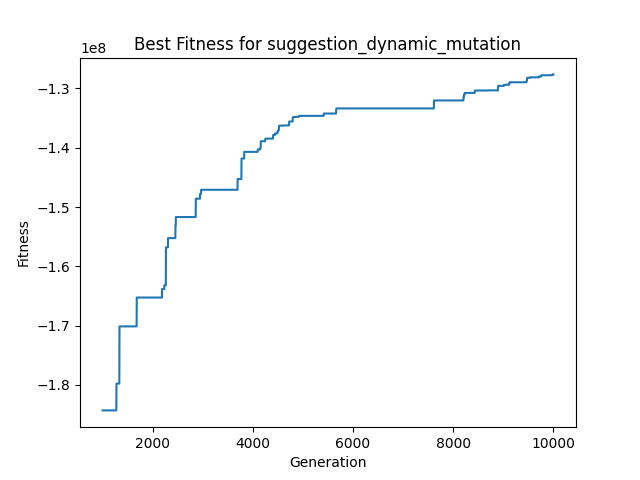 Best Fitness for suggestion_dynamic_mutation
1e8
−1.3
−1.4
−1.5
−1.6
−1.7
−1.8
Fitness
2000 4000 6000 8000 10000
Generation